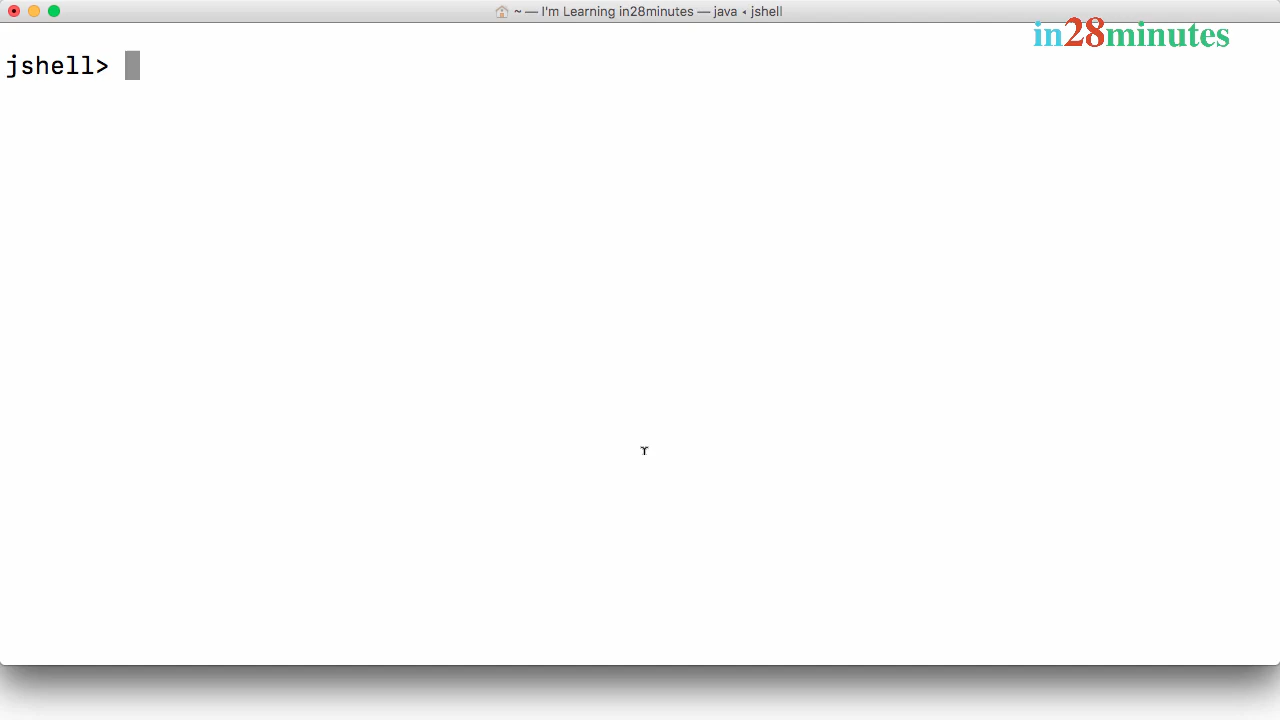 ~ — I'm Learning in28minutes — java ◂ jshell
in28minutes
jshell>